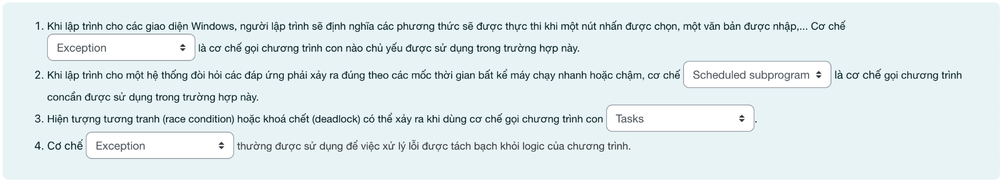 1. Khi lập trình cho các giao diện Windows, người lập trình sẽ định nghĩa các phương thức sẽ được thực thi khi một nút nhấn được chọn, một văn bản được nhập,... Cơ chế
Exception là cơ chế gọi chương trình con nào chủ yếu được sử dụng trong trường hợp này.
2. Khi lập trình cho một hệ thống đòi hỏi các đáp ứng phải xảy ra đúng theo các mốc thời gian bất kể máy chạy nhanh hoặc chậm, cơ chế Scheduled subprogram là cơ chế gọi chương trình
concần được sử dụng trong trường hợp này.
3. Hiện tượng tương tranh (race condition) hoặc khoá chết (deadlock) có thể xảy ra khi dùng cơ chế gọi chương trình con Tasks.
4. Cơ chế Exception thường được sử dụng để việc xử lý lỗi được tách bạch khỏi logic của chương trình.